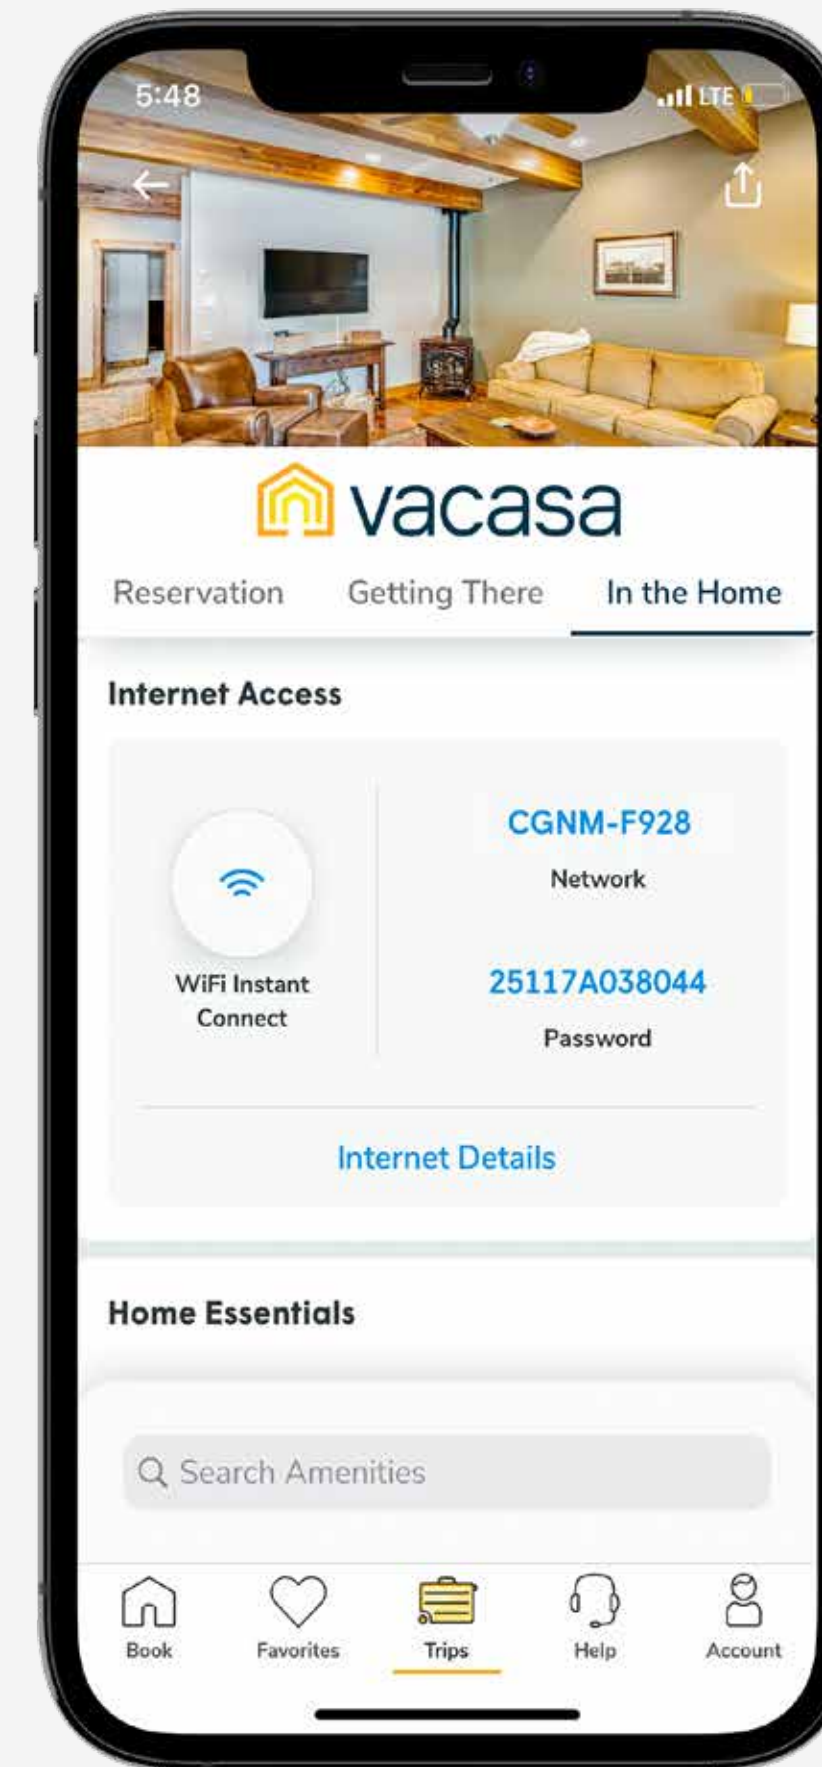 5:48
LTE
vacasa
Reservation Getting There In the Home
Internet Access
CGNM-F928
Network
WiFi Instant
Connect
25117A038044
Password
Internet Details
Home Essentials
Search Amenities
Book Favorites Trips Help Account